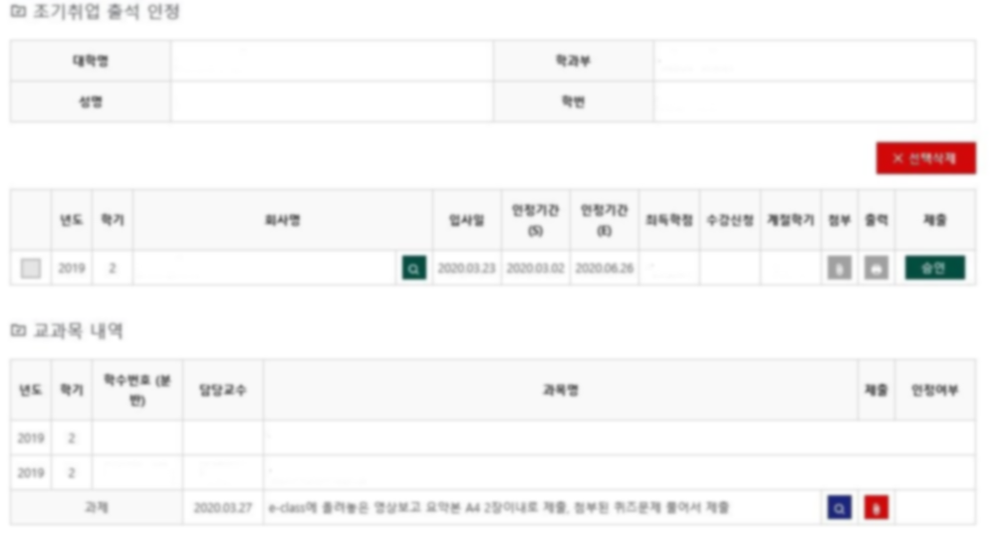 조기취업 출석 인정
대학명 학과부
성명 학번
× 선택삭제
년도 학기 회사명 입사일 인정기간 (S) 인정기간 (E) 취득학점 수강신청 계절학기 첨부 출력 제출
2019 2 2020.03.23 2020.03.02 2020.06.26 승인
교과목 내역
년도 학기 학수번호 (분반) 담당교수 과목명 제출 인정여부
2019 2
2019 2
과제 2020.03.27 e-class에 올려놓은 영상보고 요약본 A4 2장이내로 제출, 첨부된 퀴즈문제 풀어서 제출